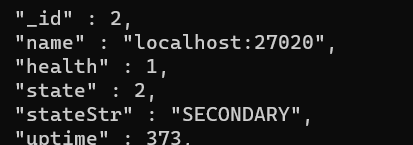 "_id" : 2,
"name" : "localhost:27020",
"health" : 1,
"state" : 2,
"stateStr" : "SECONDARY",
"uptime" : 373,